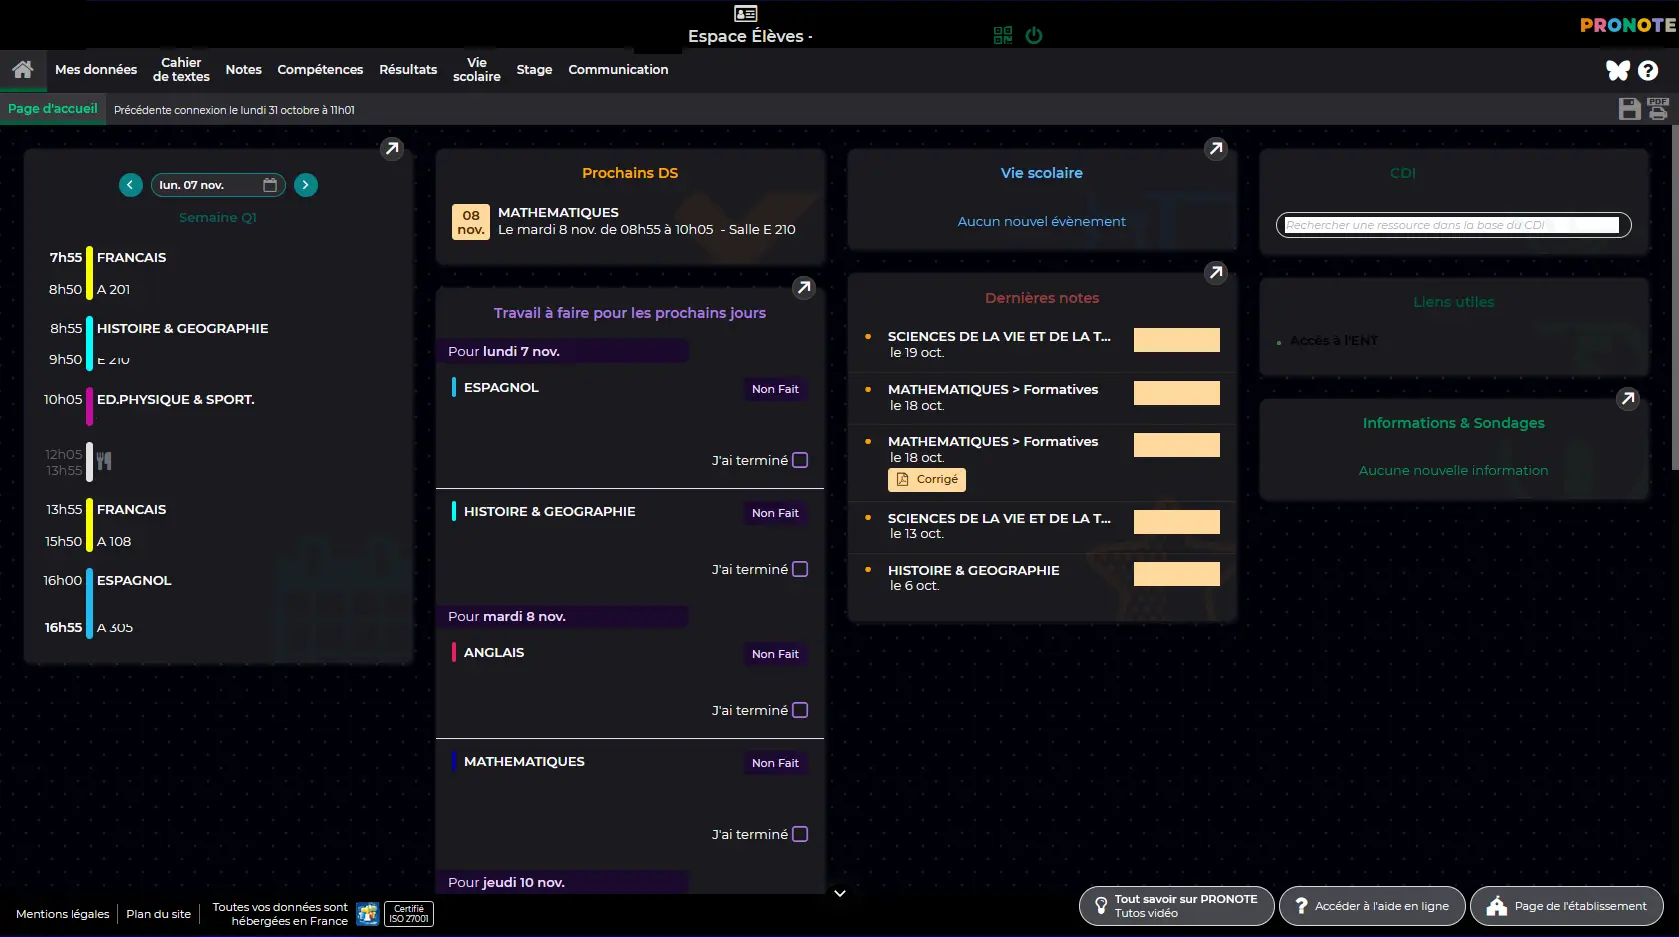 Espace Élèves -
PRONOTE
Mes données
Cahier
de textes
Notes
Compétences
Résultats
Vie
scolaire
Stage
Communication
?
Page d'accueil
Précédente connexion le lundi 31 octobre à 11h01
PDF
lun. 07 nov.
Semaine Q1
7h55 FRANCAIS
8h50 A 201
8h55 HISTOIRE & GEOGRAPHIE
9h50 E 210
10h05 ED.PHYSIQUE & SPORT.
12h05
13h55
13h55 FRANCAIS
15h50 A 108
16h00 ESPAGNOL
16h55 A 305
Prochains DS
08
nov.
MATHEMATIQUES
Le mardi 8 nov. de 08h55 à 10h05 - Salle E 210
Travail à faire pour les prochains jours
Pour lundi 7 nov.
ESPAGNOL
Non Fait
J'ai terminé
HISTOIRE & GEOGRAPHIE
Non Fait
J'ai terminé
Pour mardi 8 nov.
ANGLAIS
Non Fait
J'ai terminé
MATHEMATIQUES
Non Fait
J'ai terminé
Pour jeudi 10 nov.
Vie scolaire
Aucun nouvel évènement
Dernières notes
SCIENCES DE LA VIE ET DE LA T...
le 19 oct.
MATHEMATIQUES > Formatives
le 18 oct.
MATHEMATIQUES > Formatives
le 18 oct.
Corrigé
SCIENCES DE LA VIE ET DE LA T...
le 13 oct.
HISTOIRE & GEOGRAPHIE
le 6 oct.
CDI
Rechercher une ressource dans la base du CDI
Liens utiles
Accès à l'ENT
Informations & Sondages
Aucune nouvelle information
Mentions légales
Plan du site
Toutes vos données sont
hébergées en France
Certifié
ISO 27001
Tout savoir sur PRONOTE
Tutos vidéo
? Accéder à l'aide en ligne
Page de l'établissement